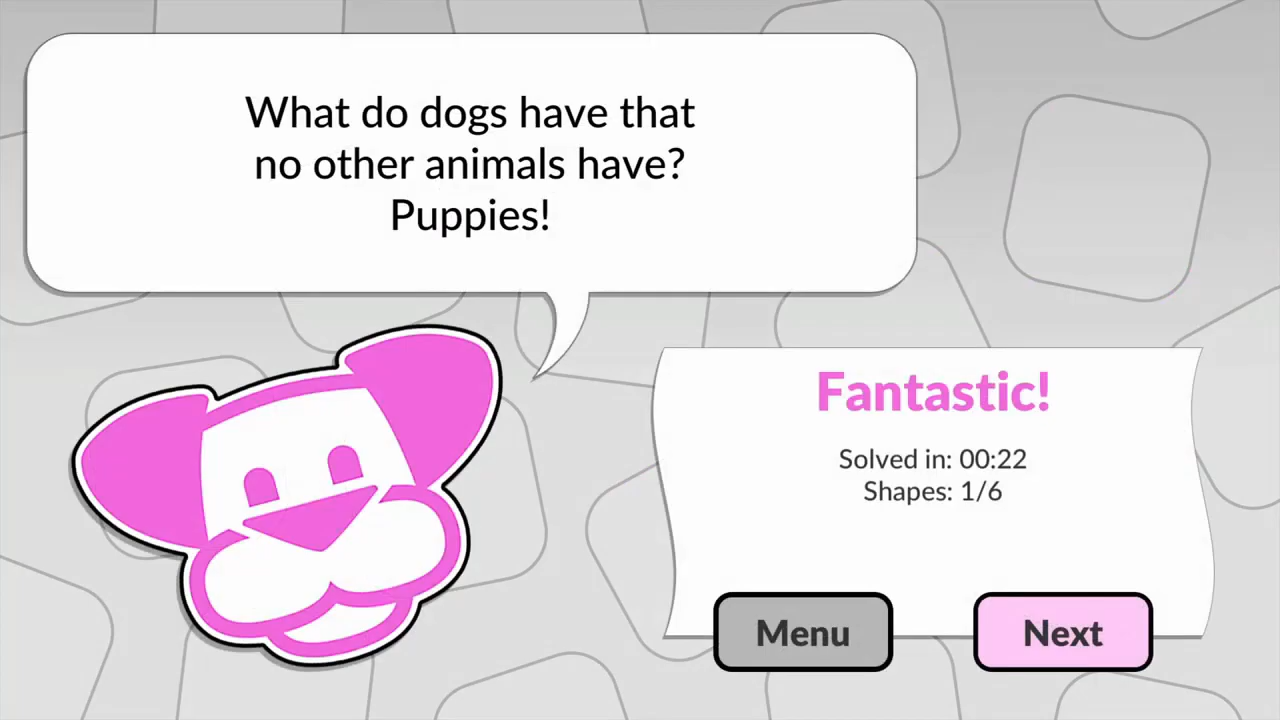 What do dogs have that
no other animals have?
Puppies!
Fantastic!
Solved in: 00:22
Shapes: 1/6
Menu
Next